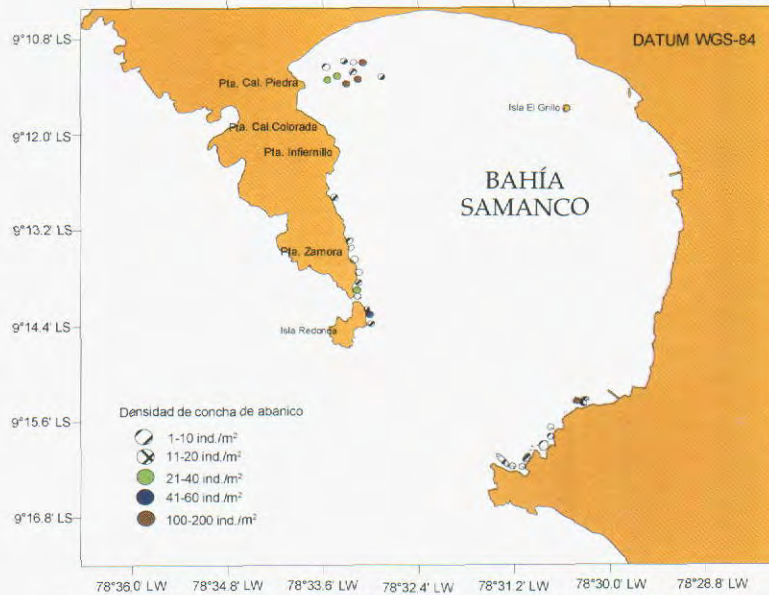 9°10.8' LS
DATUM WGS-84
Pta. Cal. Piedra
Isla El Grillo
9°12.0' LS
Pta. Cal.Colorada
Pta. Infiernillo
BAHÍA
SAMANCO
9°13.2' LS
Pta. Zamora
9°14.4' LS
Isla Redonda
Densidad de concha de abanico
9°15.6' LS
1-10 ind./m²
11-20 ind./m²
21-40 ind./m²
41-60 ind./m²
9°16.8' LS
100-200 ind./m²
78°36.0' LW
78°34.8' LW
78°33.6' LW
78°32.4' LW
78°31.2' LW
78°30.0' LW
78°28.8' LW